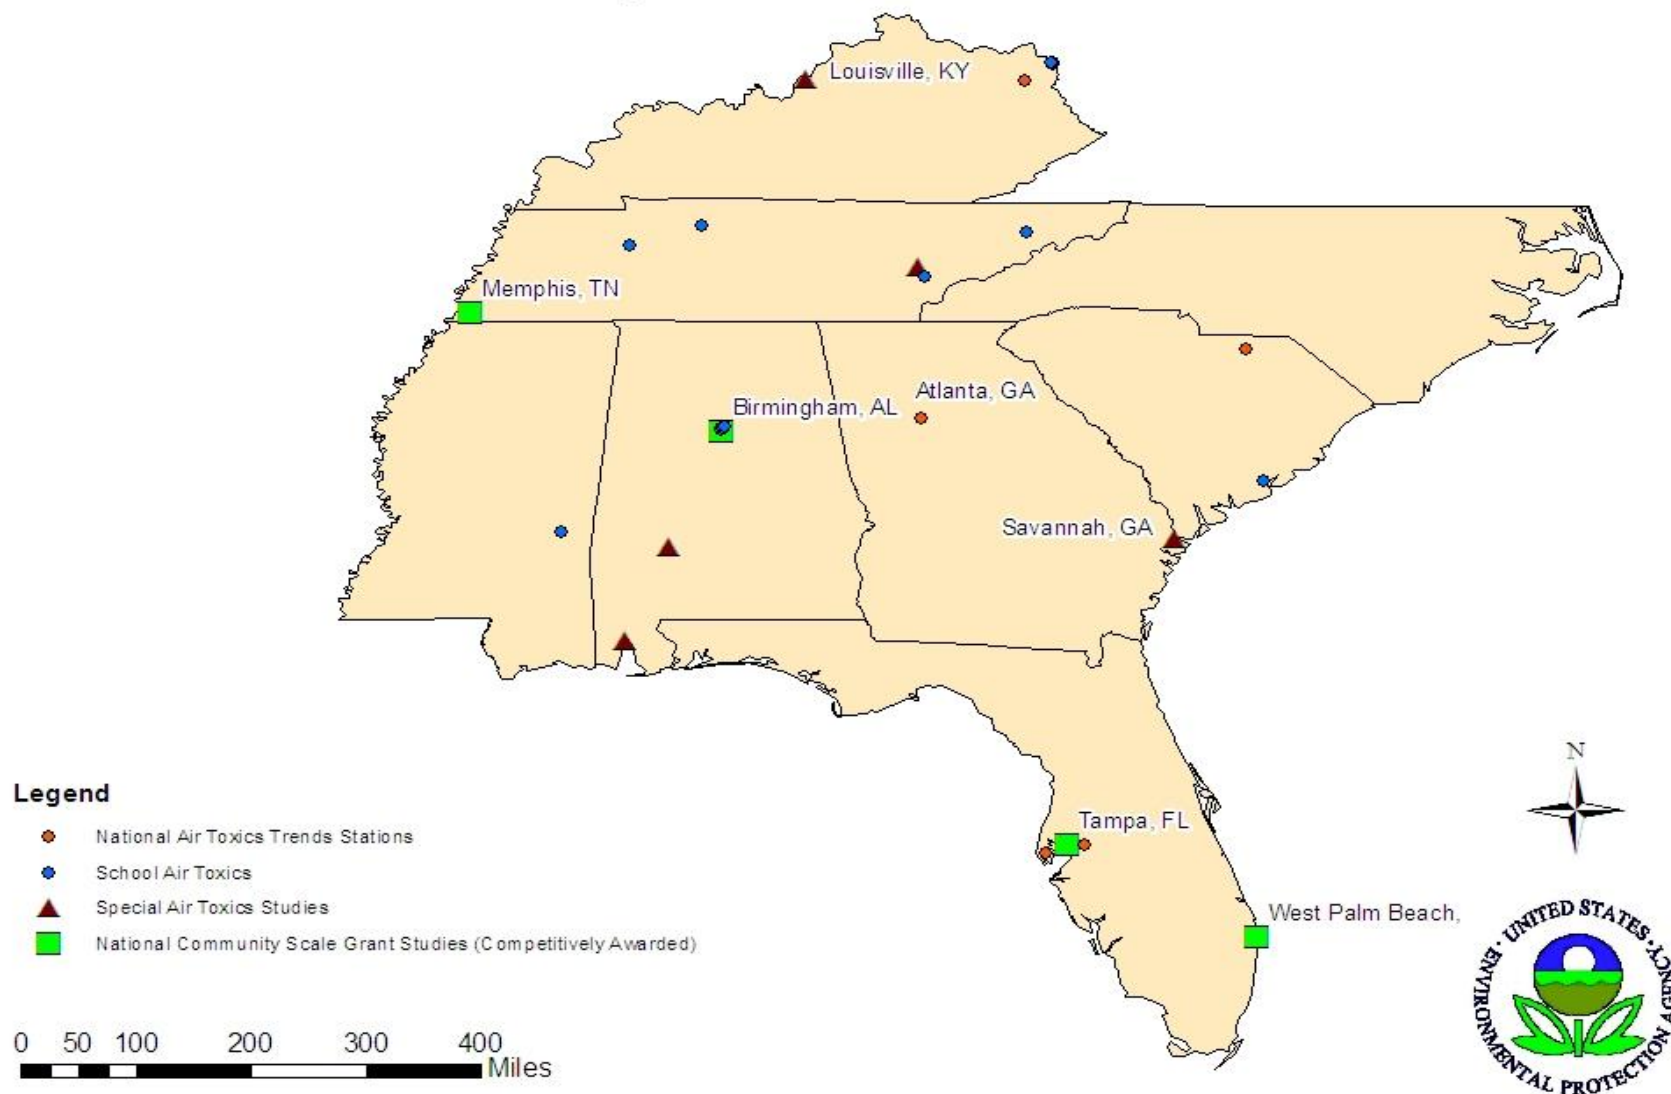 Louisville, KY
Memphis, TN
Atlanta, GA
Birmingham, AL
Savannah, GA
Tampa, FL
West Palm Beach,
N
Legend
National Air Toxics Trends Stations
School Air Toxics
Special Air Toxics Studies
National Community Scale Grant Studies (Competitively Awarded)
0 50 100 200 300 400
Miles
UNITED STATES
ENVIRONMENTAL PROTECTION AGENCY